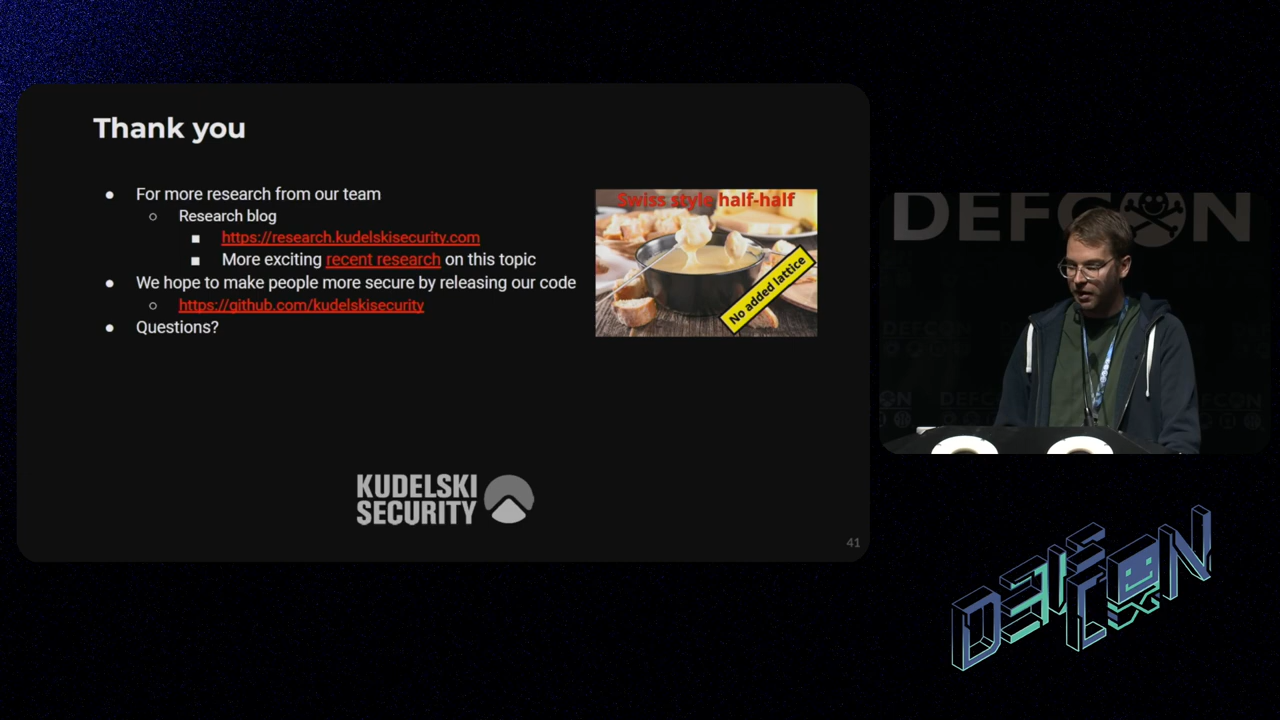 Thank you
For more research from our team
Research blog
https://research.kudelskisecurity.com
More exciting recent research on this topic
We hope to make people more secure by releasing our code
https://github.com/kudelskisecurity
Questions?
Swiss style half-half
No added lattice
KUDELSKI
SECURITY
41
DEFCON
DEFCON
DEFCON